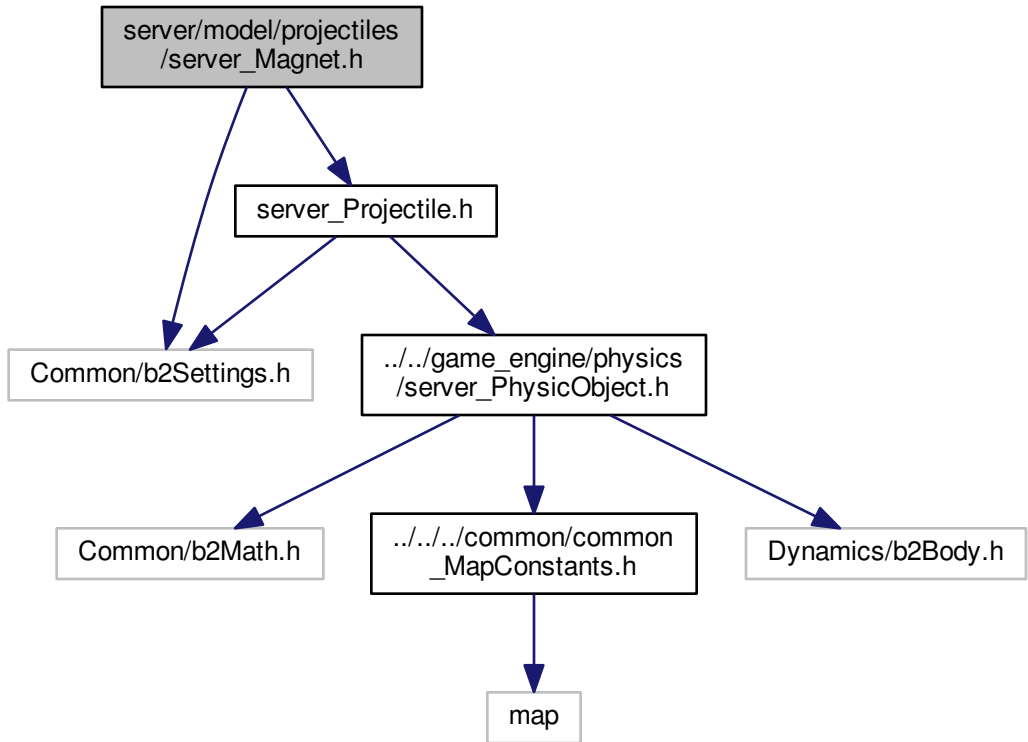 server/model/projectiles
/server_Magnet.h
server_Projectile.h
Common/b2Settings.h
../../game_engine/physics
/server_PhysicObject.h
Common/b2Math.h
../../../common/common
_MapConstants.h
Dynamics/b2Body.h
map